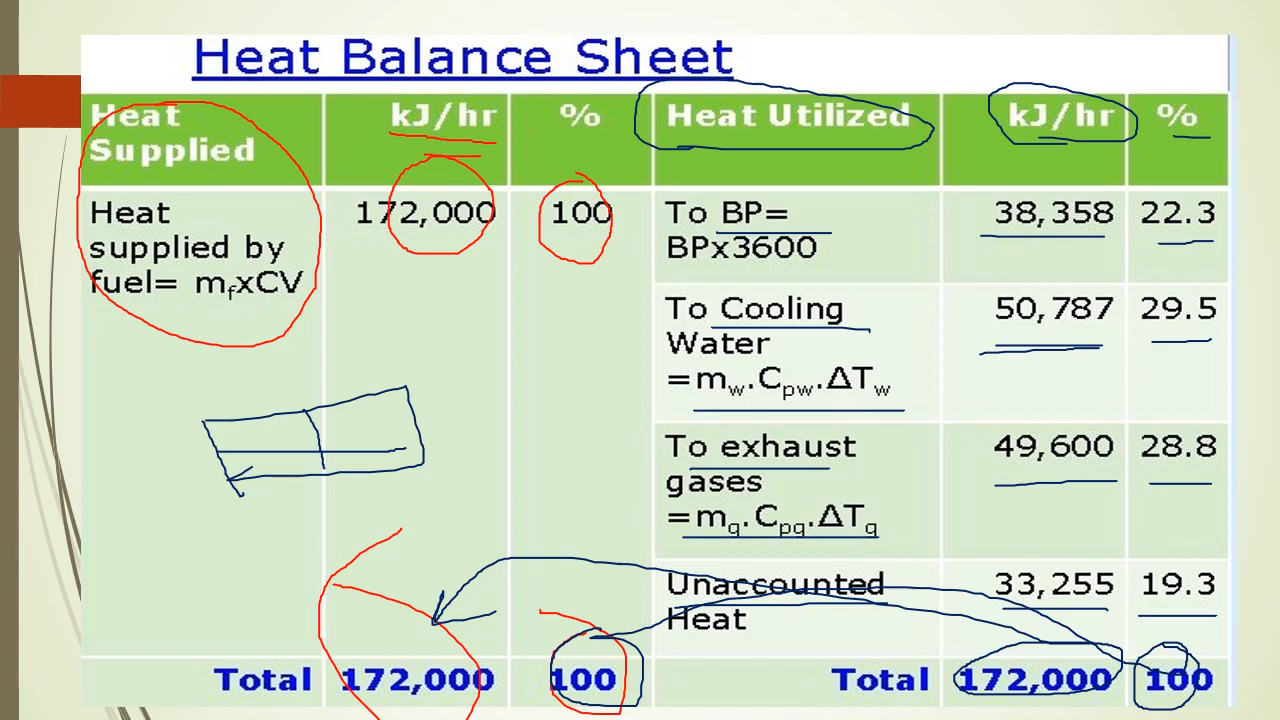 Heat Balance Sheet
Heat Supplied
kJ/hr
%
Heat Utilized
kJ/hr
%
Heat
supplied by
fuel= mfxCV
172,000
100
To BP=
BPx3600
38,358
22.3
To Cooling
Water
=mw.Cpw.ΔTw
50,787
29.5
To exhaust
gases
=mg.Cpg.ΔTg
49,600
28.8
Unaccounted
Heat
33,255
19.3
Total
172,000
100
Total
172,000
100